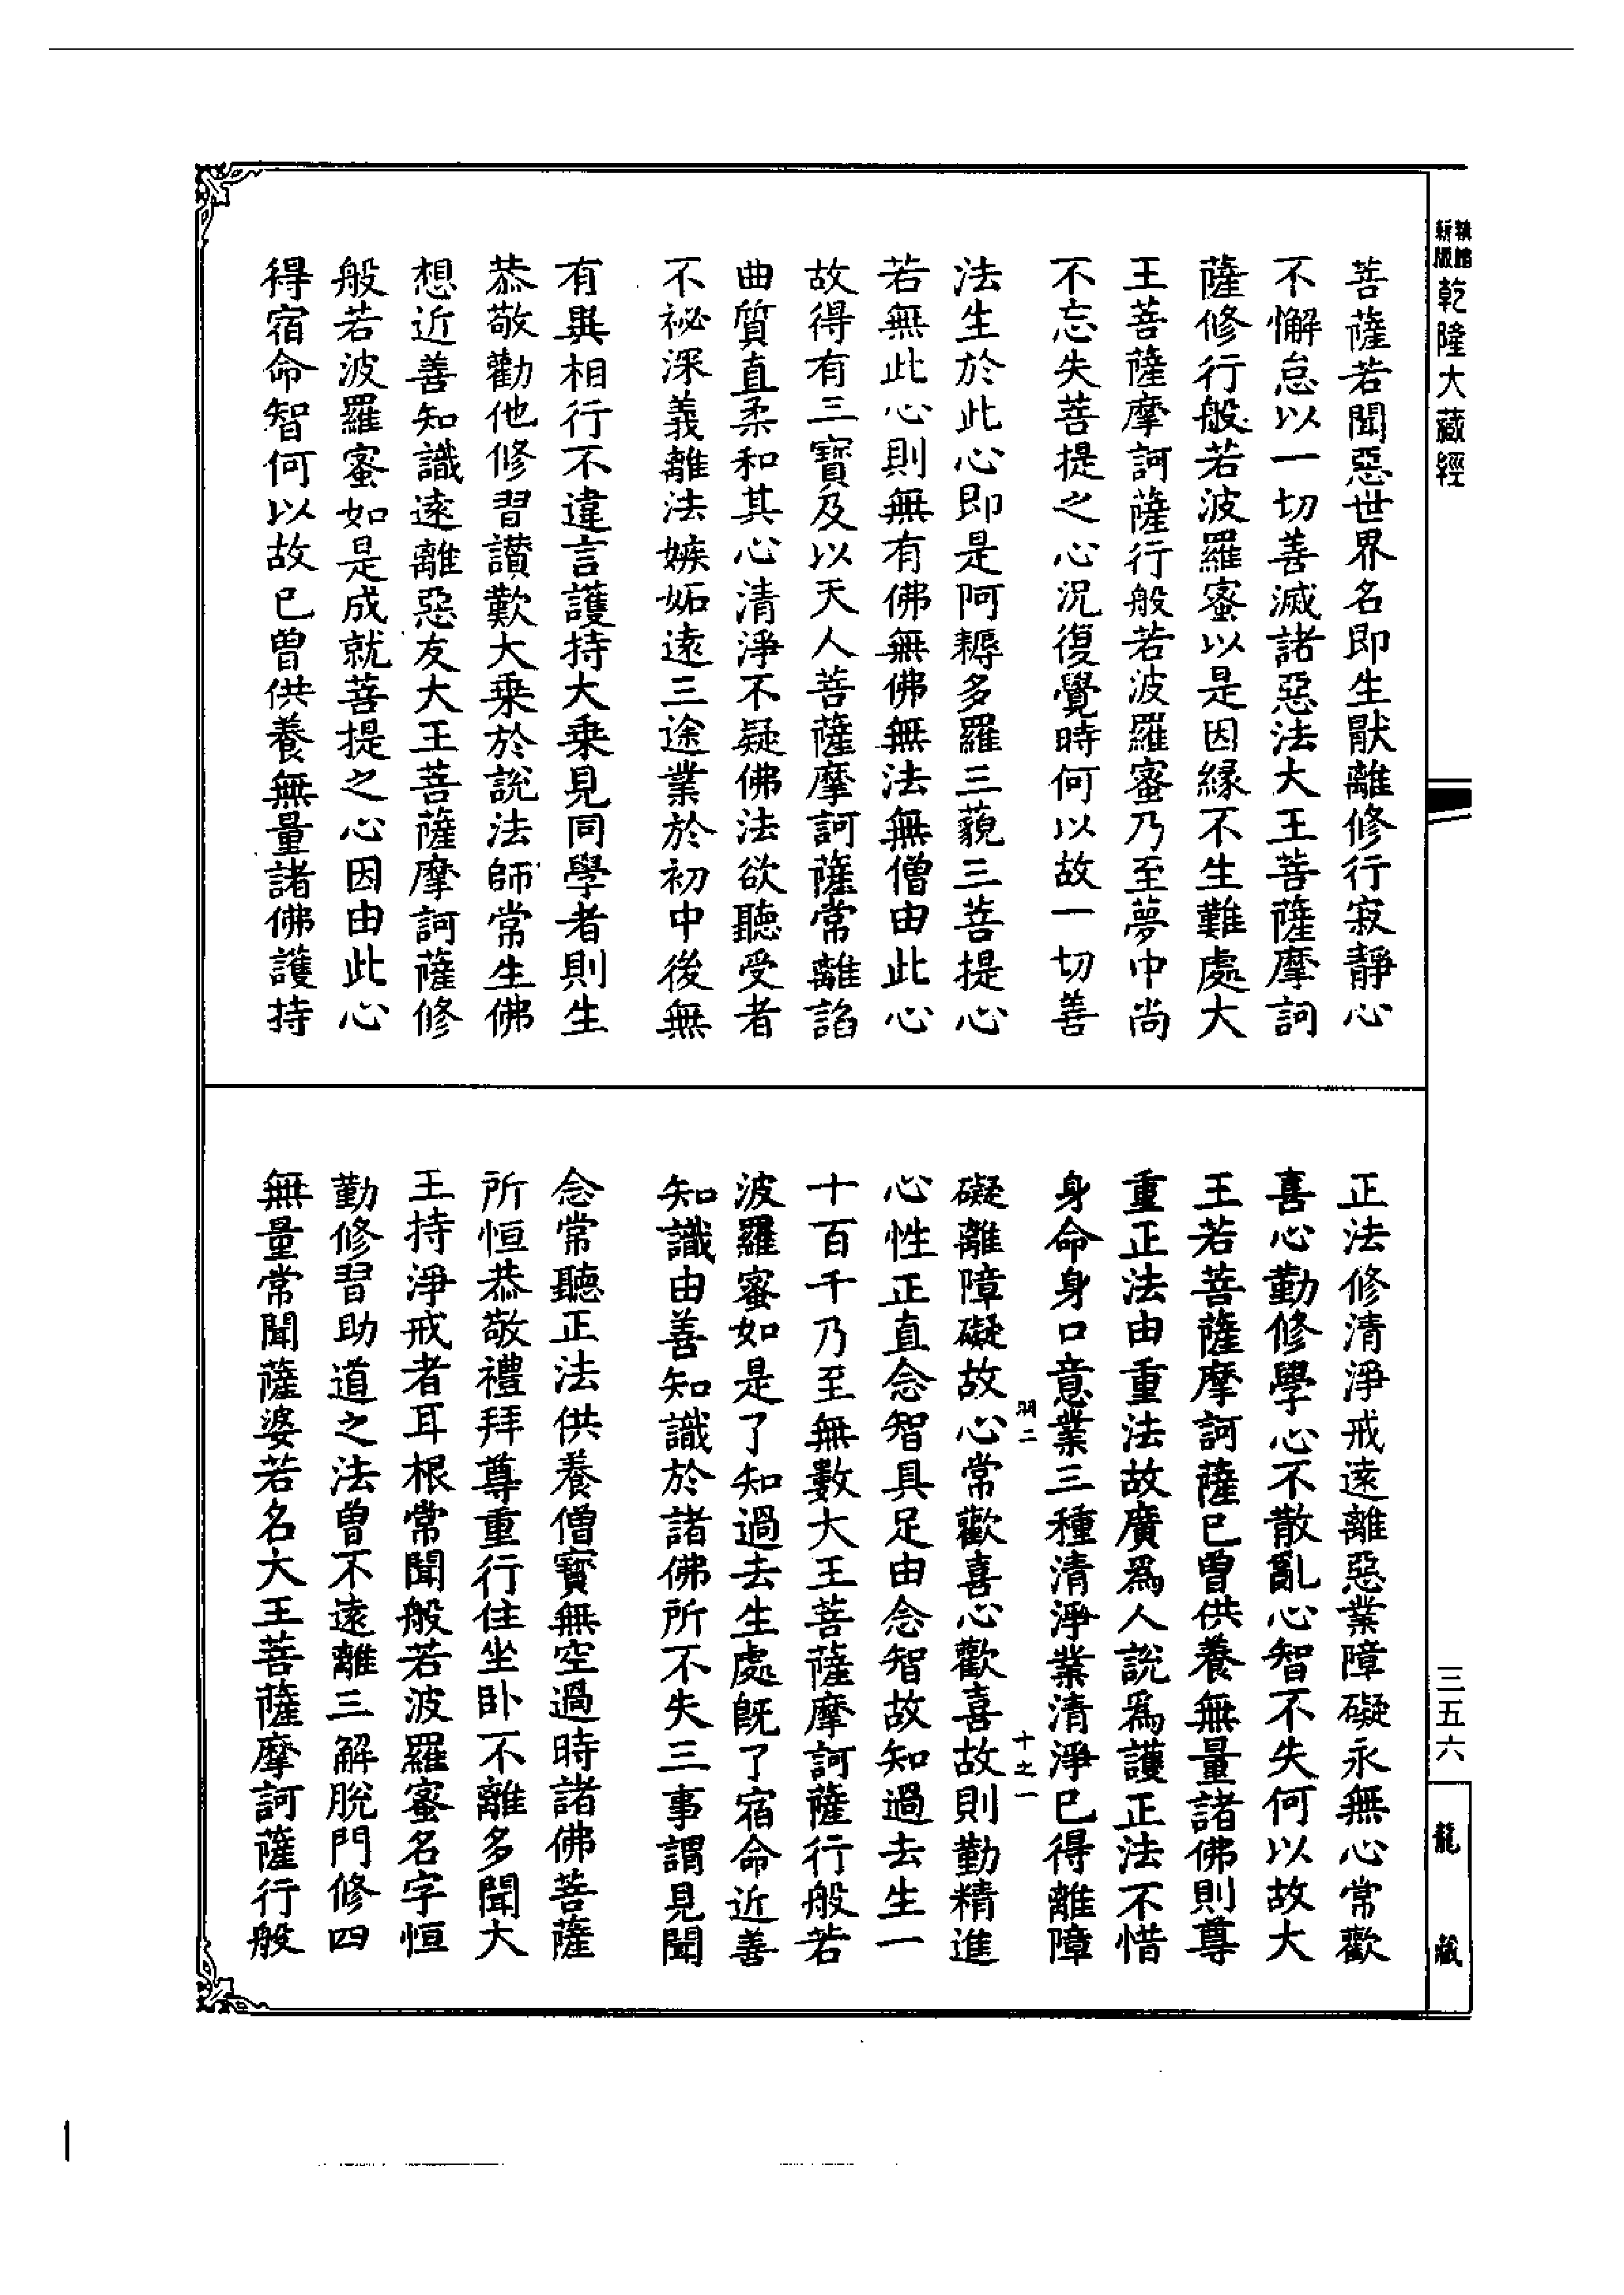 新版
乾隆大藏經
菩薩若聞惡世界名即生猒離修行寂靜心
不懈怠以一切善滅諸惡法大王菩薩摩訶
薩修行般若波羅蜜以是因緣不生難處大
王菩薩摩訶薩行般若波羅蜜乃至夢中尚
不忘失菩提之心況復覺時何以故一切善
法生於此心即是阿耨多羅三藐三菩提心
若無此心則無有佛無佛無法無僧由此心
故得有三寶及以天人菩薩摩訶薩常離諂
曲質直柔和其心清淨不疑佛法欲聽受者
不祕深義離法嫉妬遠三途業於初中後無
有異相行不違言護持大乘見同學者則生
恭敬勸他修習讚歎大乘於說法師常生佛
想近善知識遠離惡友大王菩薩摩訶薩修
般若波羅蜜如是成就菩提之心因由此心
得宿命智何以故已曾供養無量諸佛護持
正法修清淨戒遠離惡業障礙永無心常歡
喜心勤修學心不散亂心智不失何以故大
王若菩薩摩訶薩已曾供養無量諸佛則尊
重正法由重法故廣爲人說爲護正法不惜
身命身口意業三種清淨業清淨已得離障
二 十之一
礙離障礙故心常歡喜心歡喜故則勤精進
心性正直念智具足由念智故知過去生一
十百千乃至無數大王菩薩摩訶薩行般若
波羅蜜如是了知過去生處既了宿命近善
知識由善知識於諸佛所不失三事謂見聞
念常聽正法供養僧寶無空過時諸佛菩薩
所恒恭敬禮拜尊重行住坐臥不離多聞大
王持淨戒者耳根常聞般若波羅蜜名字恒
勤修習助道之法曾不遠離三解脫門修四
無量常聞薩婆若名大王菩薩摩訶薩行般
三五六
龍藏